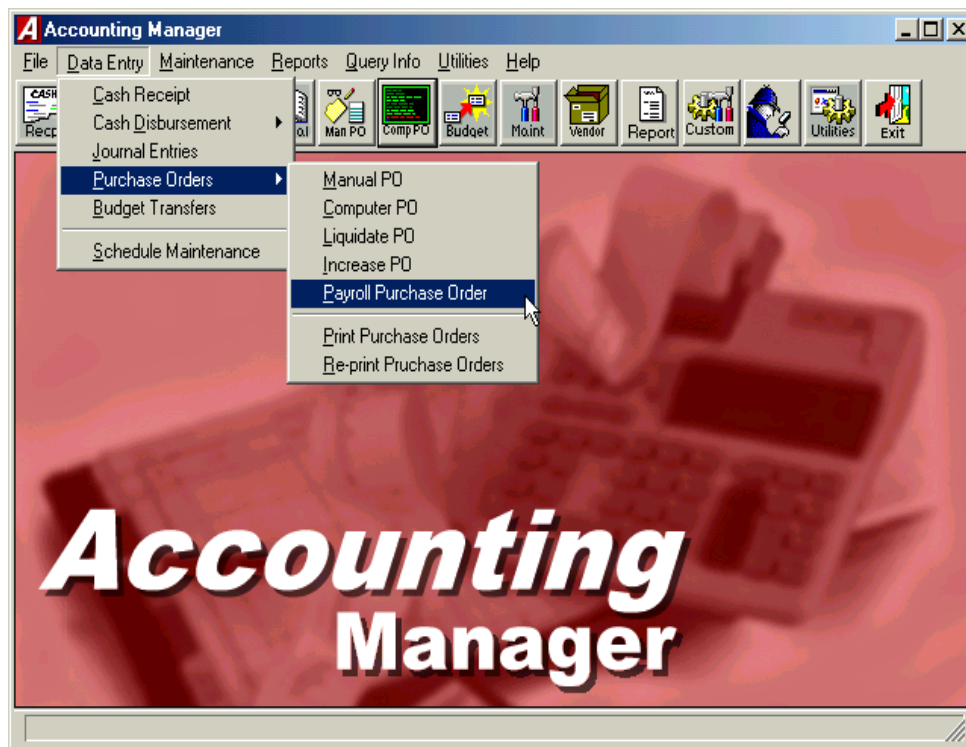 Accounting Manager
File Data Entry Maintenance Reports Query Info Utilities Help
CASH
Man PO Comp PO Budget Maint Vendor Report Custom Utilities Exit
Cash Receipt
Cash Disbursement
Journal Entries
Purchase Orders
Budget Transfers
Schedule Maintenance
Manual PO
Computer PO
Liquidate PO
Increase PO
Payroll Purchase Order
Print Purchase Orders
Re-print Pruchase Orders
Accounting
Manager